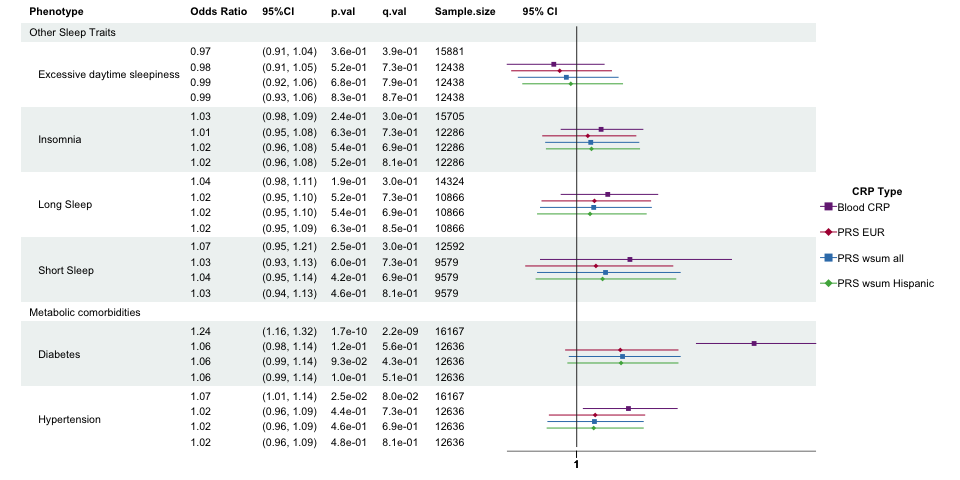 Phenotype Odds Ratio 95%CI p.val q.val Sample.size 95% CI
Other Sleep Traits
0.97 (0.91, 1.04) 3.6e-01 3.9e-01 15881
0.98 (0.91, 1.05) 5.2e-01 7.3e-01 12438
Excessive daytime sleepiness
0.99 (0.92, 1.06) 6.8e-01 7.9e-01 12438
0.99 (0.93, 1.06) 8.3e-01 8.7e-01 12438
1.03 (0.98, 1.09) 2.4e-01 3.0e-01 15705
1.01 (0.95, 1.08) 6.3e-01 7.3e-01 12286
Insomnia
1.02 (0.96, 1.08) 5.4e-01 6.9e-01 12286
1.02 (0.96, 1.08) 5.2e-01 8.1e-01 12286
1.04 (0.98, 1.11) 1.9e-01 3.0e-01 14324
1.02 (0.95, 1.10) 5.2e-01 7.3e-01 10866
Long Sleep
1.02 (0.95, 1.10) 5.4e-01 6.9e-01 10866
1.02 (0.95, 1.09) 6.3e-01 8.5e-01 10866
1.07 (0.95, 1.21) 2.5e-01 3.0e-01 12592
1.03 (0.93, 1.13) 6.0e-01 7.3e-01 9579
Short Sleep
1.04 (0.95, 1.14) 4.2e-01 6.9e-01 9579
1.03 (0.94, 1.13) 4.6e-01 8.1e-01 9579
Metabolic comorbidities
1.24 (1.16, 1.32) 1.7e-10 2.2e-09 16167
1.06 (0.98, 1.14) 1.2e-01 5.6e-01 12636
Diabetes
1.06 (0.99, 1.14) 9.3e-02 4.3e-01 12636
1.06 (0.99, 1.14) 1.0e-01 5.1e-01 12636
1.07 (1.01, 1.14) 2.5e-02 8.0e-02 16167
1.02 (0.96, 1.09) 4.4e-01 7.3e-01 12636
Hypertension
1.02 (0.96, 1.09) 4.6e-01 6.9e-01 12636
1.02 (0.96, 1.09) 4.8e-01 8.1e-01 12636
1
CRP Type
Blood CRP
PRS EUR
PRS wsum all
PRS wsum Hispanic